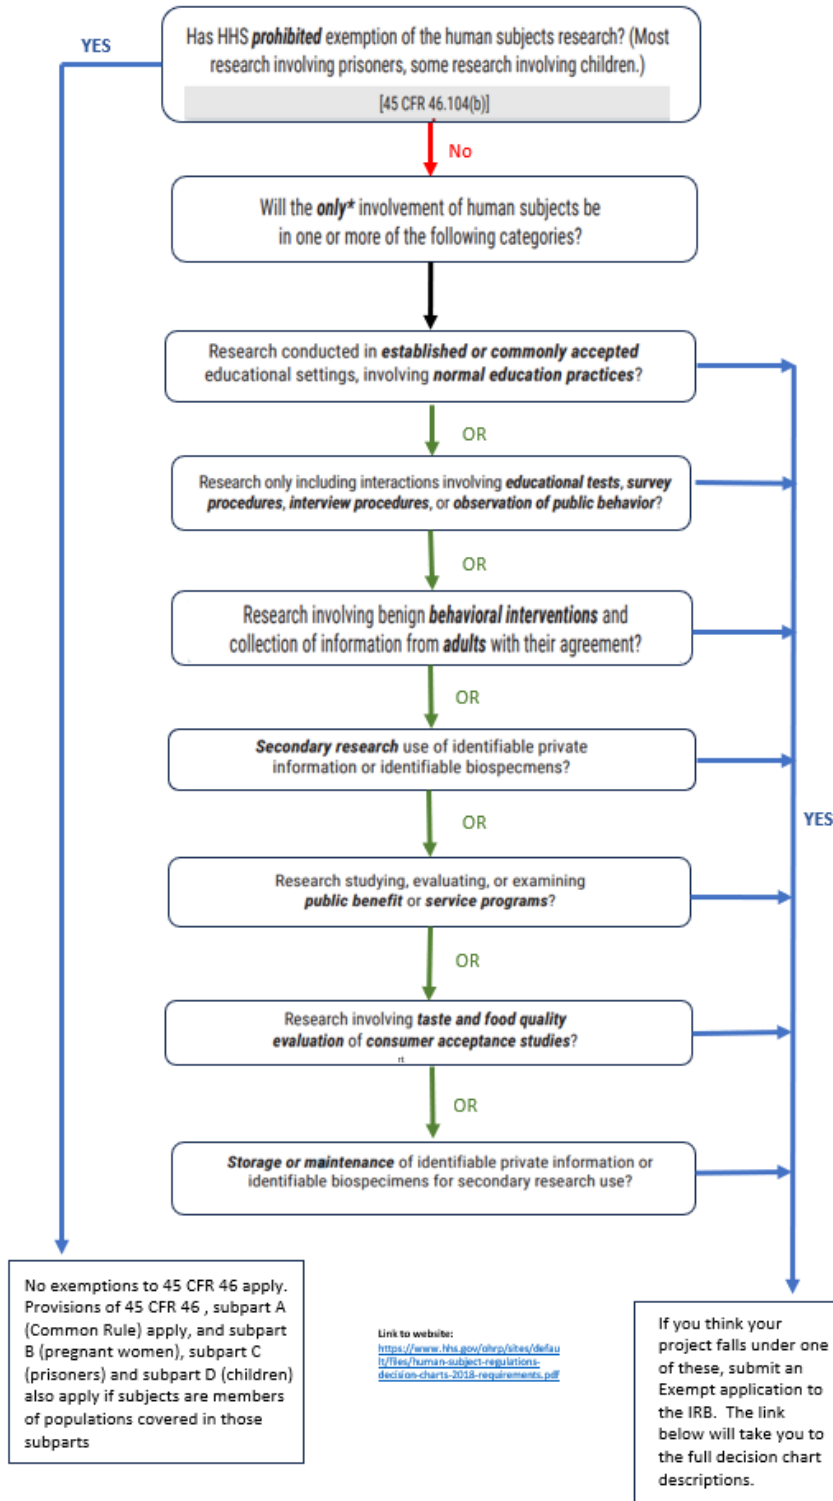 YES
Has HHS prohibited exemption of the human subjects research? (Most
research involving prisoners, some research involving children.)
[45 CFR 46.104(b)]
No
Will the only* involvement of human subjects be
in one or more of the following categories?
Research conducted in established or commonly accepted
educational settings, involving normal education practices?
OR
Research only including interactions involving educational tests, survey
procedures, interview procedures, or observation of public behavior?
OR
Research involving benign behavioral interventions and
collection of information from adults with their agreement?
OR
Secondary research use of identifiable private
information or identifiable biospecmens?
OR
YES
Research studying, evaluating, or examining
public benefit or service programs?
OR
Research involving taste and food quality
evaluation of consumer acceptance studies?
rt
OR
Storage or maintenance of identifiable private information or
identifiable biospecimens for secondary research use?
No exemptions to 45 CFR 46 apply.
Provisions of 45 CFR 46 , subpart A
(Common Rule) apply, and subpart
B (pregnant women), subpart C
(prisoners) and subpart D (children)
also apply if subjects are members
of populations covered in those
subparts
Link to website:
https://www.hhs.gov/ohrp/sites/defau
lt/files/human-subject-regulations-
decision-charts-2018-requirements.pdf
If you think your
project falls under one
of these, submit an
Exempt application to
the IRB. The link
below will take you to
the full decision chart
descriptions.